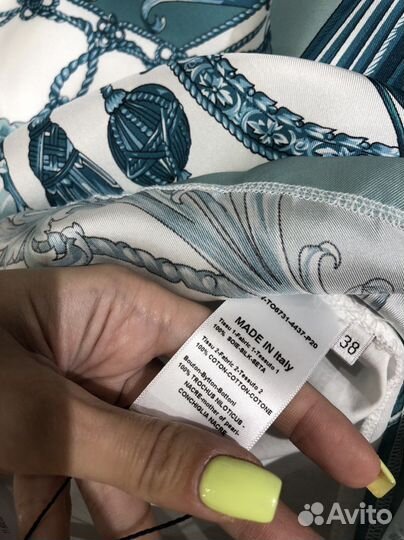 -TO6731-4437-P20
MADE IN Italy
Tissu 1-Fabric 1-Tessuto 1
100% SOIE-SILK-SETA
Tissu 2-Fabric 2-Tessuto 2
100% COTON-COTTON-COTONE
Bouton-Bytton-Bottoni
100% TROCHUS NILOTICUS -
NACRE-mother of pearl-
CONCHIGLIA NACRE
38
Avito